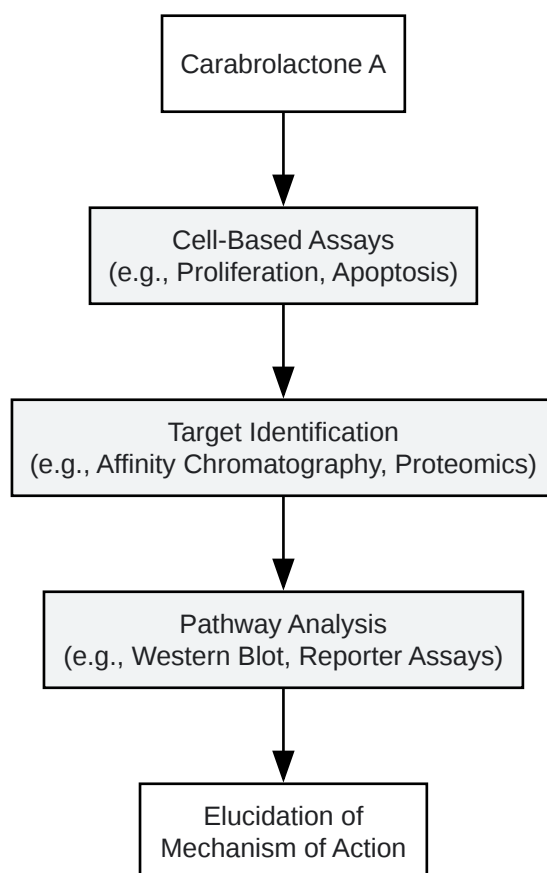 Carabrolactone A
Cell-Based Assays
(e.g., Proliferation, Apoptosis)
Target Identification
(e.g., Affinity Chromatography, Proteomics)
Pathway Analysis
(e.g., Western Blot, Reporter Assays)
Elucidation of
Mechanism of Action